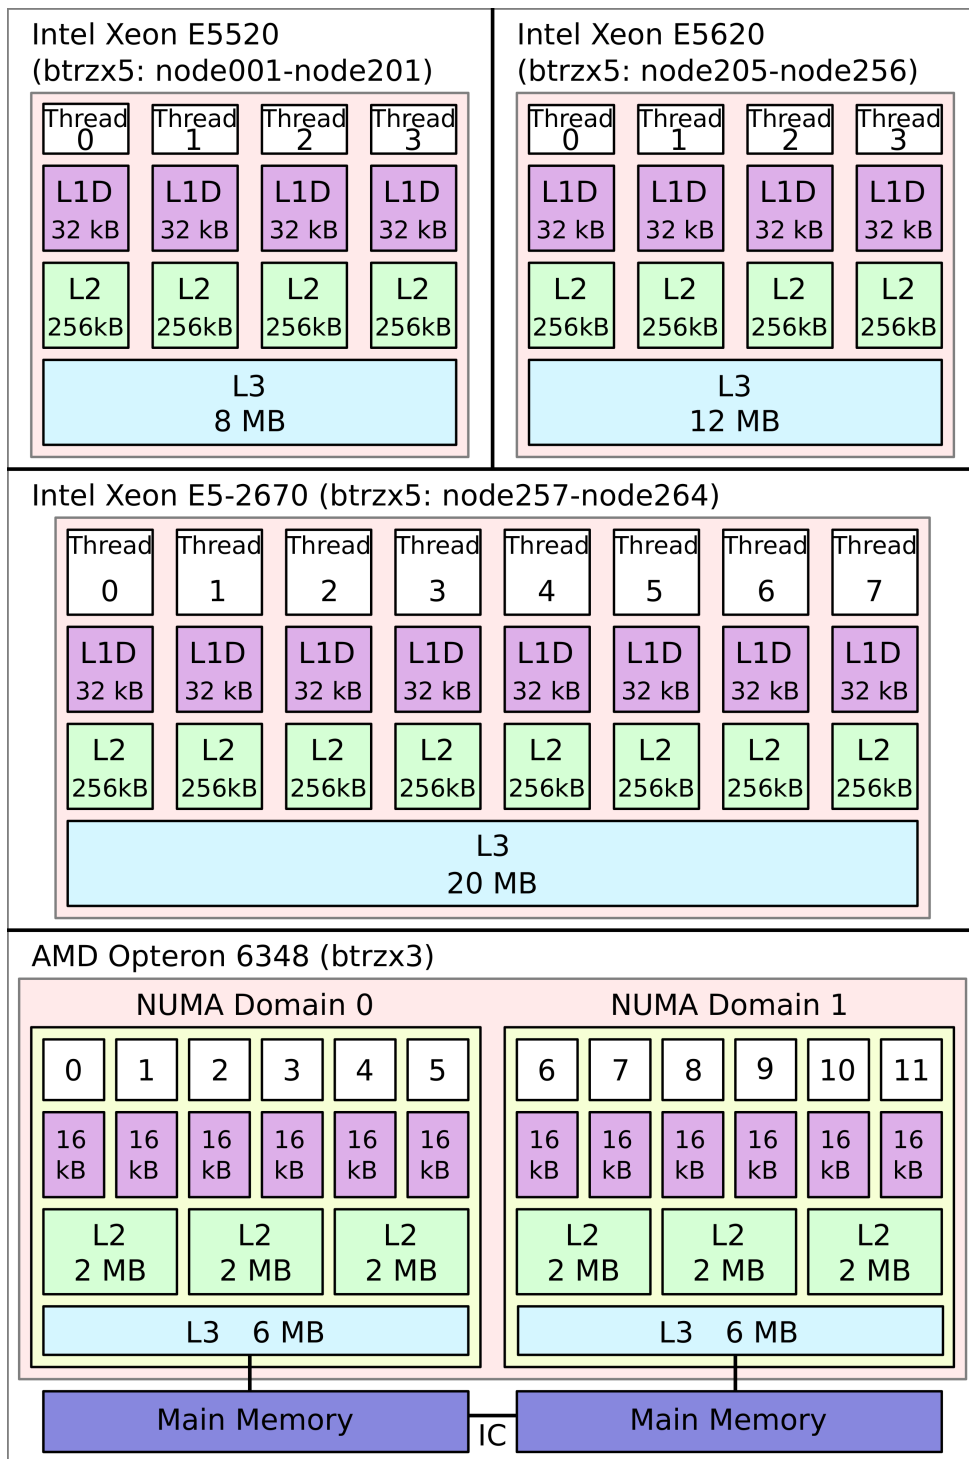 Intel Xeon E5520
(btrzx5: node001-node201)
Thread Thread Thread Thread
0 1 2 3
L1D L1D L1D L1D
32 kB 32 kB 32 kB 32 kB
L2 L2 L2 L2
256kB 256kB 256kB 256kB
L3
8 MB
Intel Xeon E5620
(btrzx5: node205-node256)
Thread Thread Thread Thread
0 1 2 3
L1D L1D L1D L1D
32 kB 32 kB 32 kB 32 kB
L2 L2 L2 L2
256kB 256kB 256kB 256kB
L3
12 MB
Intel Xeon E5-2670 (btrzx5: node257-node264)
Thread Thread Thread Thread Thread Thread Thread Thread
0 1 2 3 4 5 6 7
L1D L1D L1D L1D L1D L1D L1D L1D
32 kB 32 kB 32 kB 32 kB 32 kB 32 kB 32 kB 32 kB
L2 L2 L2 L2 L2 L2 L2 L2
256kB 256kB 256kB 256kB 256kB 256kB 256kB 256kB
L3
20 MB
AMD Opteron 6348 (btrzx3)
NUMA Domain 0 NUMA Domain 1
0 1 2 3 4 5 6 7 8 9 10 11
16 16 16 16 16 16 16 16 16 16 16 16
kB kB kB kB kB kB kB kB kB kB kB kB
L2 L2 L2 L2 L2 L2
2 MB 2 MB 2 MB 2 MB 2 MB 2 MB
L3 6 MB L3 6 MB
Main Memory IC Main Memory